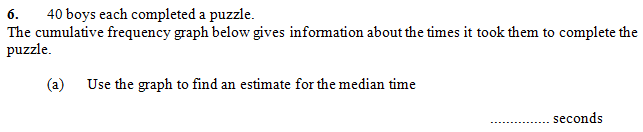 6. 40 boys each completed a puzzle.
The cumulative frequency graph below gives information about the times it took them to complete the
puzzle.
(a) Use the graph to find an estimate for the median time
............... seconds